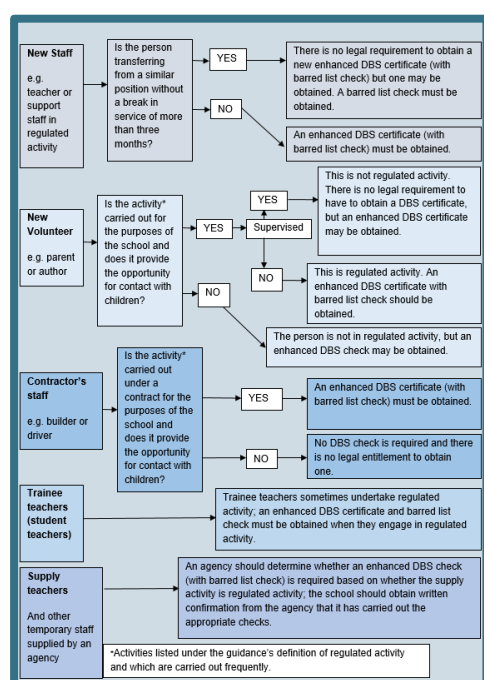 New Staff
e.g.
teacher or
support
staff in
regulated
activity
Is the person
transferring
from a similar
position without
a break in
service of more
than three
months?
YES
NO
There is no legal requirement to obtain a
new enhanced DBS certificate (with
barred list check) but one may be
obtained. A barred list check must be
obtained.
An enhanced DBS certificate (with
barred list check) must be obtained.
New
Volunteer
e.g. parent
or author
Is the activity*
carried out for
the purposes of
the school and
does it provide
the opportunity
for contact with
children?
YES
NO
YES
Supervised
NO
This is not regulated activity.
There is no legal requirement to
have to obtain a DBS certificate,
but an enhanced DBS certificate
may be obtained.
This is regulated activity. An
enhanced DBS certificate with
barred list check should be
obtained.
The person is not in regulated activity, but an
enhanced DBS check may be obtained.
Contractor's
staff
e.g. builder or
driver
Is the activity*
carried out
under a
contract for the
purposes of the
school and
does it provide
the opportunity
for contact with
children?
YES
NO
An enhanced DBS certificate (with
barred list check) must be obtained.
No DBS check is required and there is
no legal entitlement to obtain
one.
Trainee
teachers
(student
teachers)
Trainee teachers sometimes undertake regulated
activity; an enhanced DBS certificate and barred list
check must be obtained when they engage in regulated
activity.
Supply
teachers
And other
temporary staff
supplied by an
agency
An agency should determine whether an enhanced DBS check
(with barred list check) is required based on whether the supply
activity is regulated activity; the school should obtain written
confirmation from the agency that it has carried out the
appropriate checks.
*Activities listed under the guidance's definition of regulated activity
and which are carried out frequently.